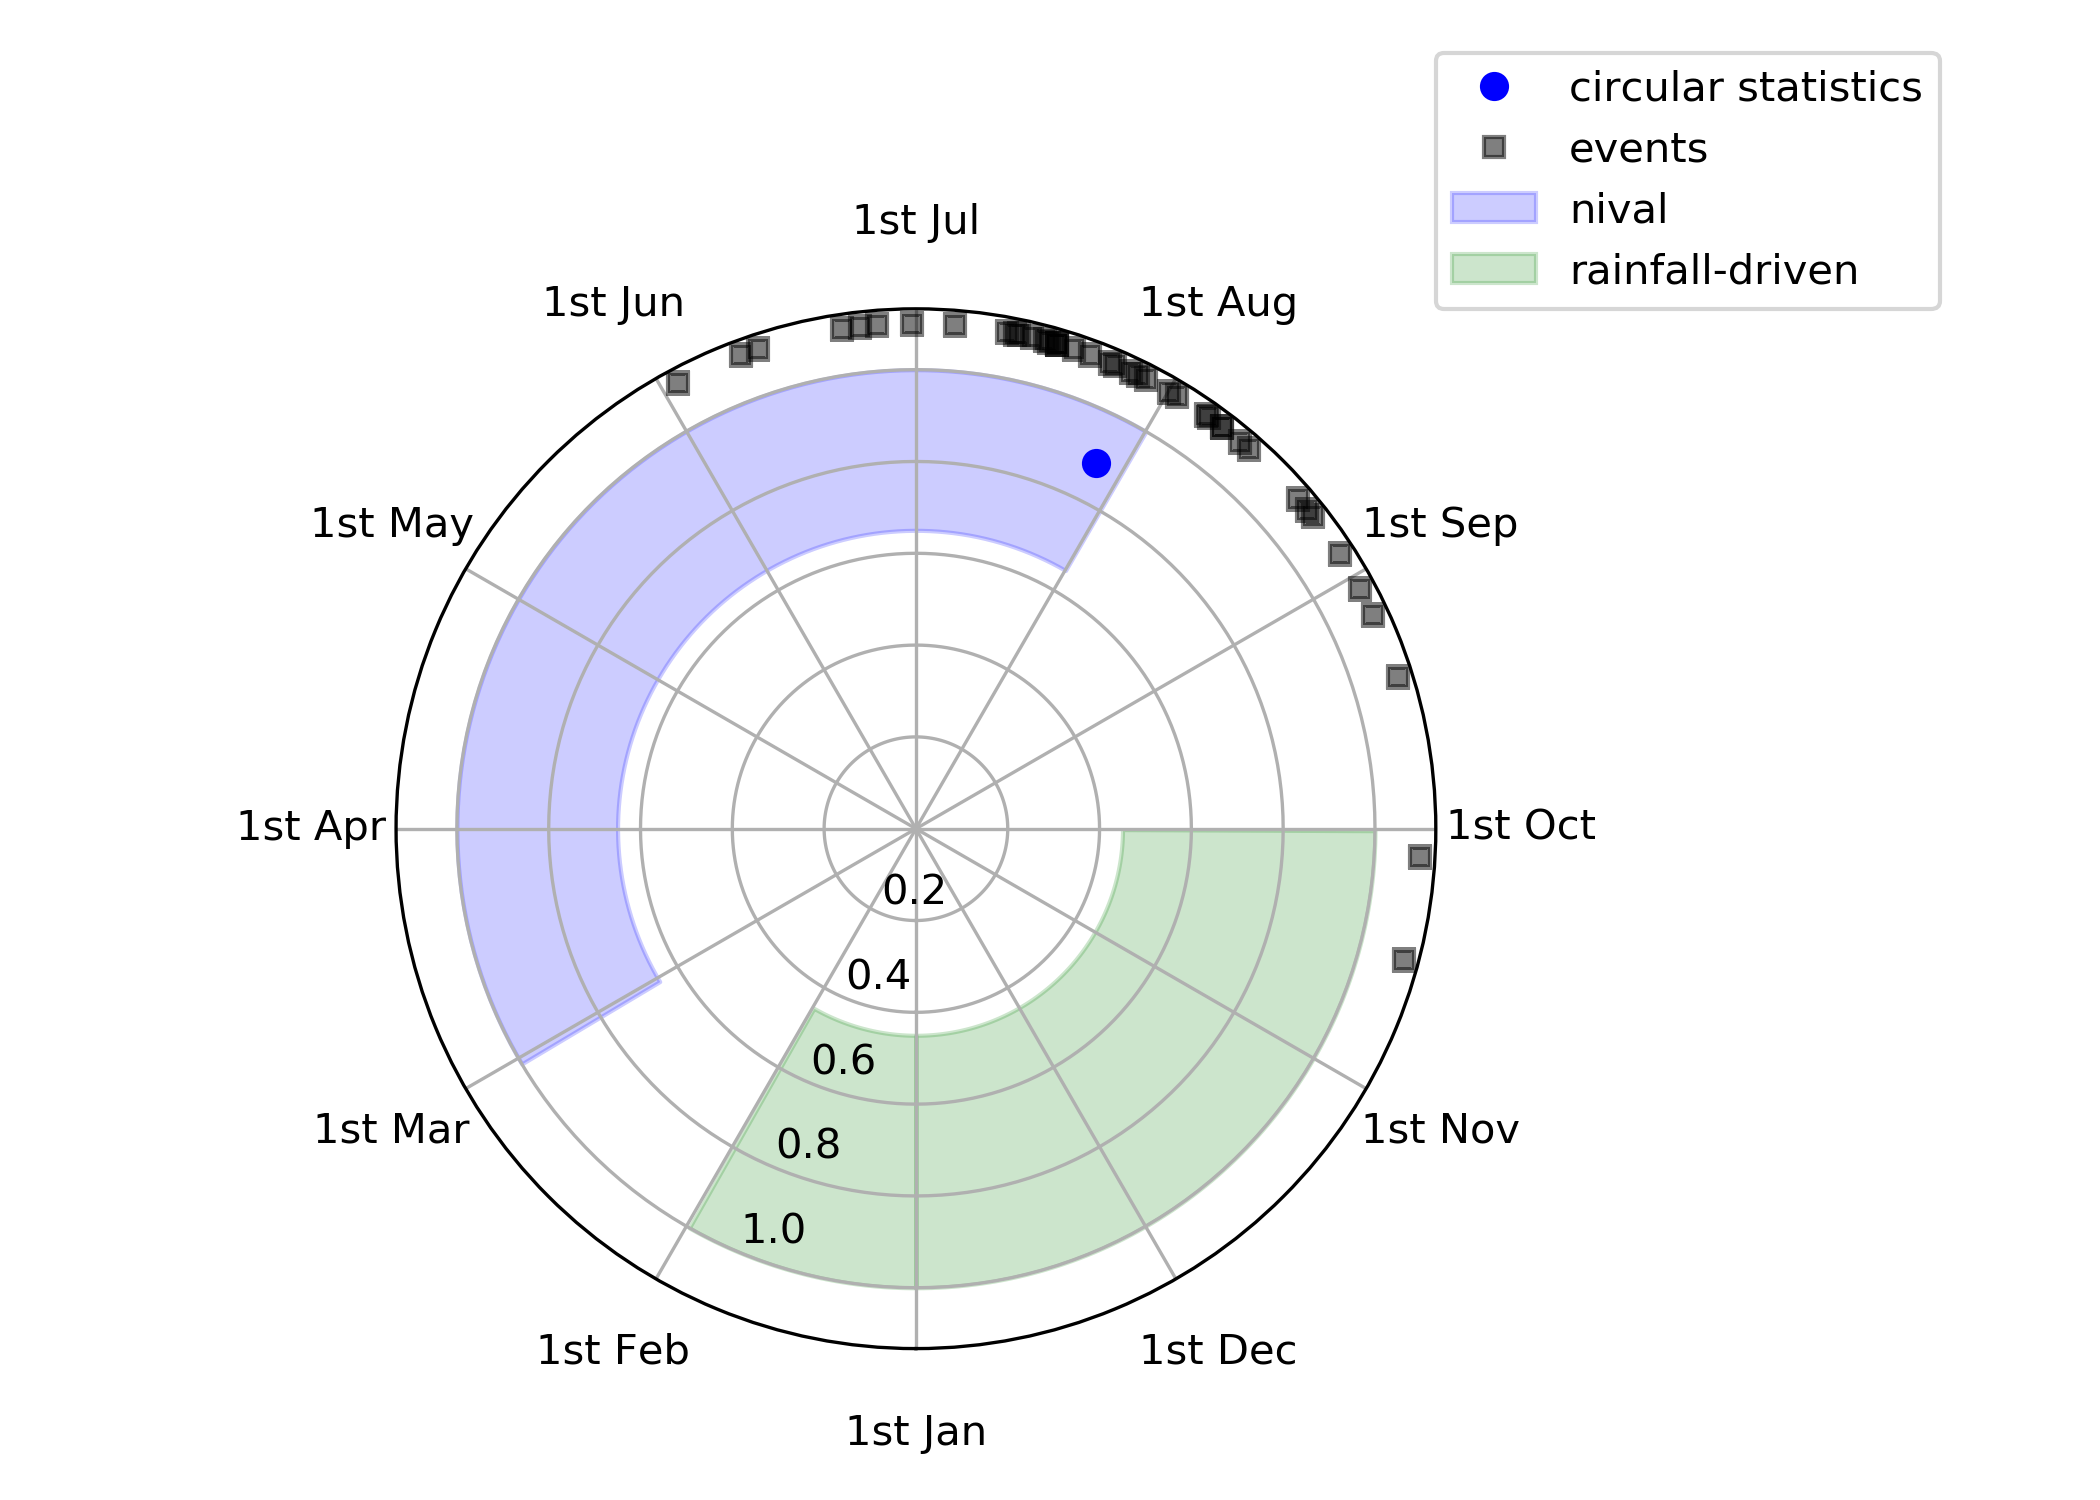 circular statistics
events
nival
rainfall-driven
1st Jul
1st Jun
1st Aug
1st May
1st Sep
1st Apr
1st Oct
0.2
0.4
0.6
0.8
1.0
1st Mar
1st Nov
1st Feb
1st Dec
1st Jan